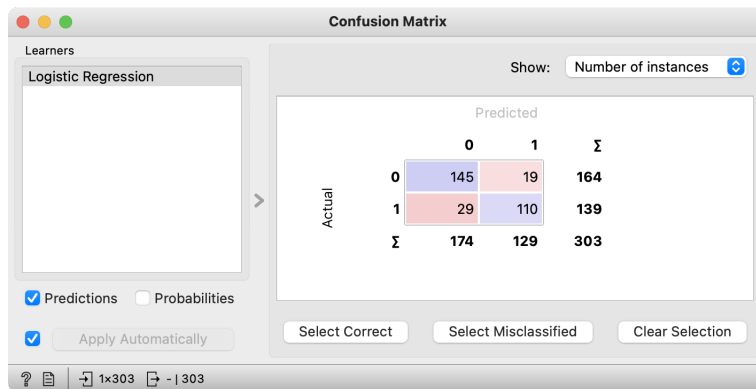 Confusion Matrix
Learners
Logistic Regression
Predictions Probabilities
Apply Automatically
Show: Number of instances
Predicted
0 1 Σ
Actual
0 145 19 164
1 29 110 139
Σ 174 129 303
Select Correct Select Misclassified Clear Selection
? 1×303 - | 303